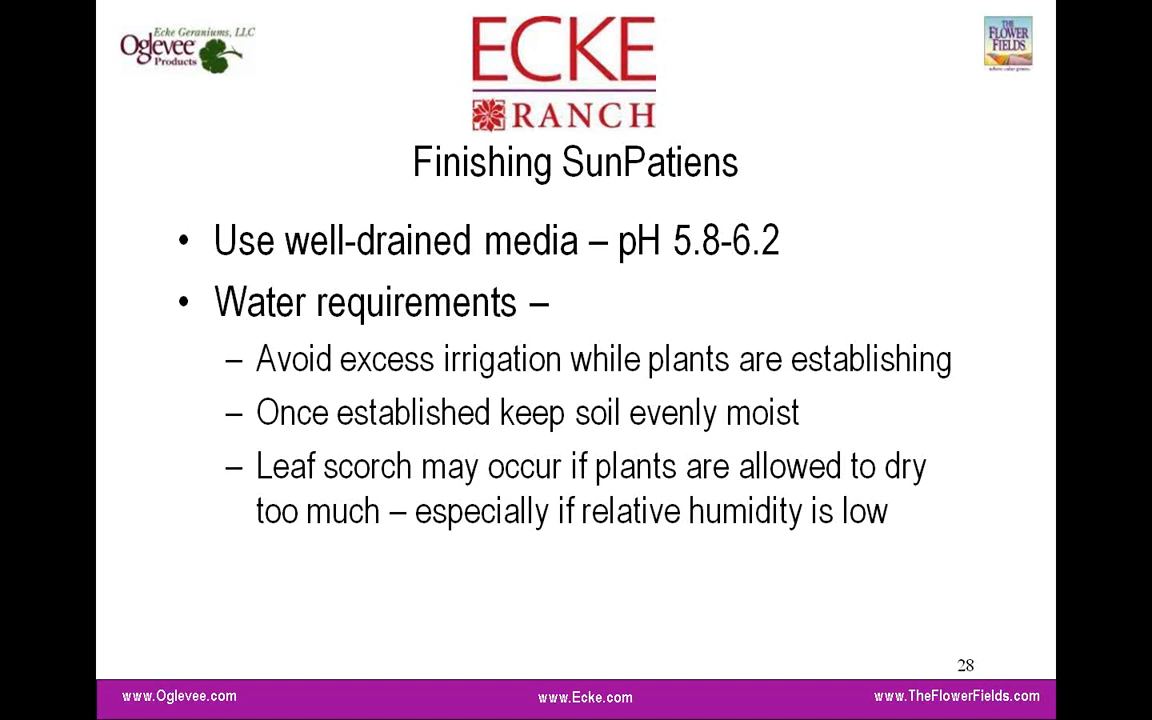 Ecke Geraniums, LLC
Oglevee
Products
ECKE
RANCH
THE
FLOWER
FIELDS
Finishing SunPatiens
• Use well-drained media – pH 5.8-6.2
• Water requirements –
– Avoid excess irrigation while plants are establishing
– Once established keep soil evenly moist
– Leaf scorch may occur if plants are allowed to dry
too much – especially if relative humidity is low
28
www.Oglevee.com
www.Ecke.com
www.TheFlowerFields.com